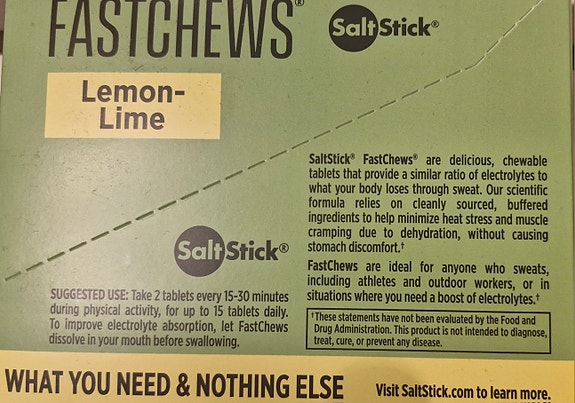 FASTCHEWS®
SaltStick®
Lemon-
Lime
SaltStick® FastChews® are delicious, chewable
tablets that provide a similar ratio of electrolytes to
what your body loses through sweat. Our scientific
formula relies on cleanly sourced, buffered
ingredients to help minimize heat stress and muscle
cramping due to dehydration, without causing
stomach discomfort.†
FastChews are ideal for anyone who sweats,
including athletes and outdoor workers, or in
situations where you need a boost of electrolytes.†
†These statements have not been evaluated by the Food and
Drug Administration. This product is not intended to diagnose,
treat, cure, or prevent any disease.
SaltStick®
SUGGESTED USE: Take 2 tablets every 15-30 minutes
during physical activity, for up to 15 tablets daily.
To improve electrolyte absorption, let FastChews
dissolve in your mouth before swallowing.
WHAT YOU NEED & NOTHING ELSE
Visit SaltStick.com to learn more.